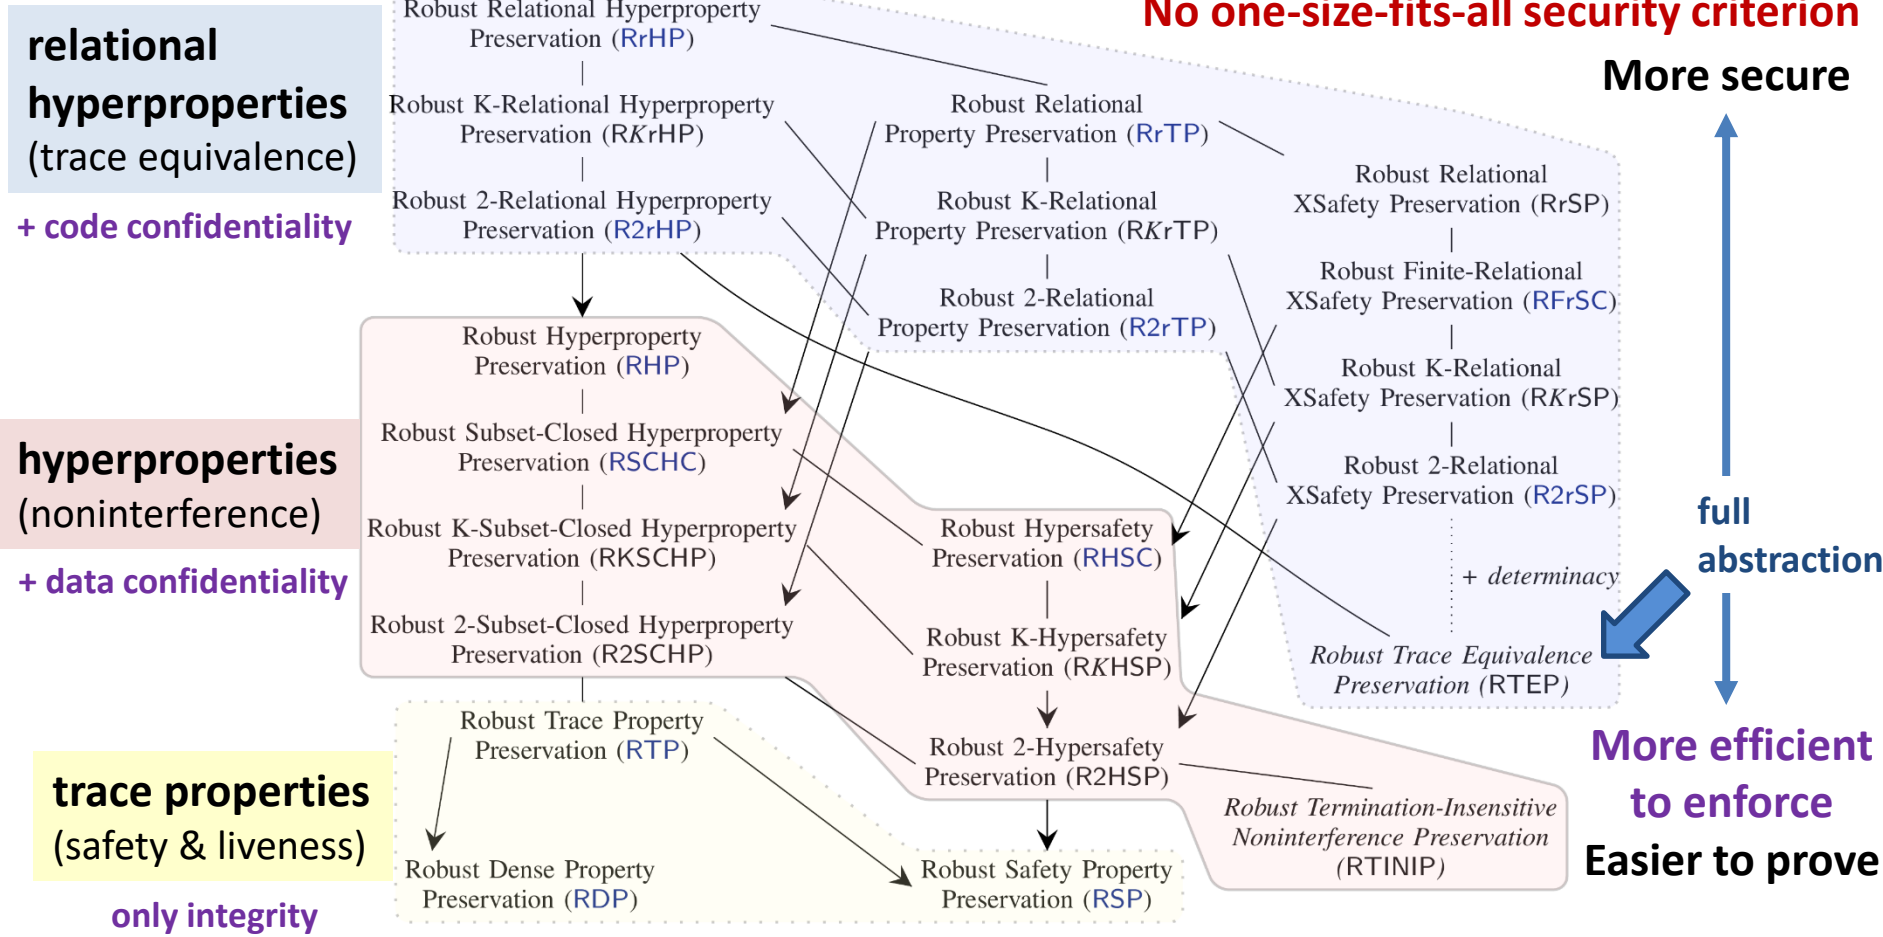 No one-size-fits-all security criterion
More secure
relational
hyperproperties
(trace equivalence)
+ code confidentiality
Robust Relational Hyperproperty
Preservation (RrHP)
Robust K-Relational Hyperproperty
Preservation (RKrHP)
Robust 2-Relational Hyperproperty
Preservation (R2rHP)
Robust Relational
Property Preservation (RrTP)
Robust K-Relational
Property Preservation (RKrTP)
Robust 2-Relational
Property Preservation (R2rTP)
Robust Relational
XSafety Preservation (RrSP)
Robust Finite-Relational
XSafety Preservation (RFrSC)
Robust K-Relational
XSafety Preservation (RKrSP)
Robust 2-Relational
XSafety Preservation (R2rSP)
+ determinacy
Robust Trace Equivalence
Preservation (RTEP)
full
abstraction
hyperproperties
(noninterference)
+ data confidentiality
Robust Hyperproperty
Preservation (RHP)
Robust Subset-Closed Hyperproperty
Preservation (RSCHC)
Robust K-Subset-Closed Hyperproperty
Preservation (RKSCHP)
Robust 2-Subset-Closed Hyperproperty
Preservation (R2SCHP)
Robust Hypersafety
Preservation (RHSC)
Robust K-Hypersafety
Preservation (RKHSP)
Robust 2-Hypersafety
Preservation (R2HSP)
Robust Termination-Insensitive
Noninterference Preservation
(RTINIP)
trace properties
(safety & liveness)
only integrity
Robust Trace Property
Preservation (RTP)
Robust Dense Property
Preservation (RDP)
Robust Safety Property
Preservation (RSP)
More efficient
to enforce
Easier to prove